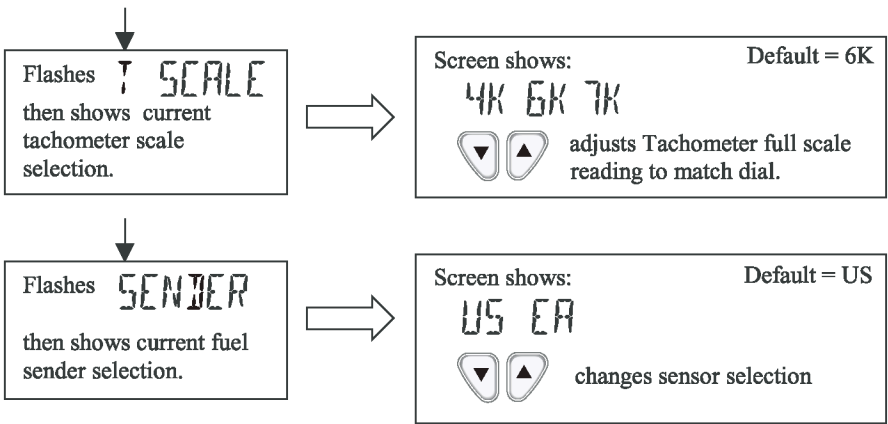 Flashes T SCALE
then shows current
tachometer scale
selection.
Screen shows:
Default = 6K
4K 6K 7K
adjusts Tachometer full scale
reading to match dial.
Flashes SENDER
then shows current fuel
sender selection.
Screen shows:
Default = US
US EA
changes sensor selection